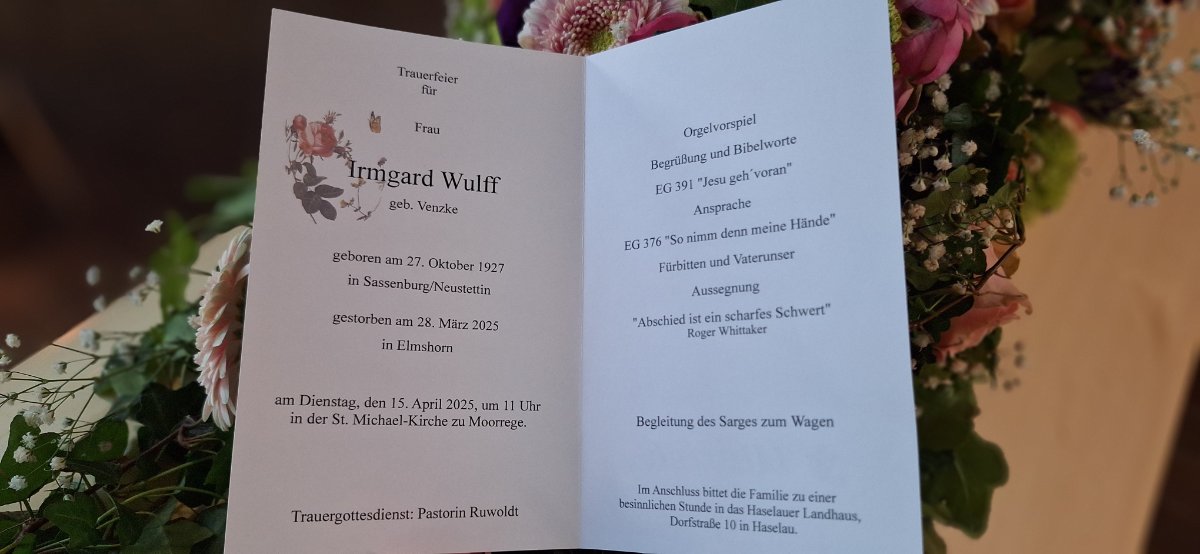 Trauerfeier
für
Frau
Irmgard Wulff
geb. Venzke
geboren am 27. Oktober 1927
in Sassenburg/Neustettin
gestorben am 28. März 2025
in Elmshorn
am Dienstag, den 15. April 2025, um 11 Uhr
in der St. Michael-Kirche zu Moorrege.
Trauergottesdienst: Pastorin Ruwoldt
Orgelvorspiel
Begrüßung und Bibelworte
EG 391 "Jesu geh´voran"
Ansprache
EG 376 "So nimm denn meine Hände"
Fürbitten und Vaterunser
Aussegnung
"Abschied ist ein scharfes Schwert"
Roger Whittaker
Begleitung des Sarges zum Wagen
Im Anschluss bittet die Familie zu einer
besinnlichen Stunde in das Haselauer Landhaus,
Dorfstraße 10 in Haselau.